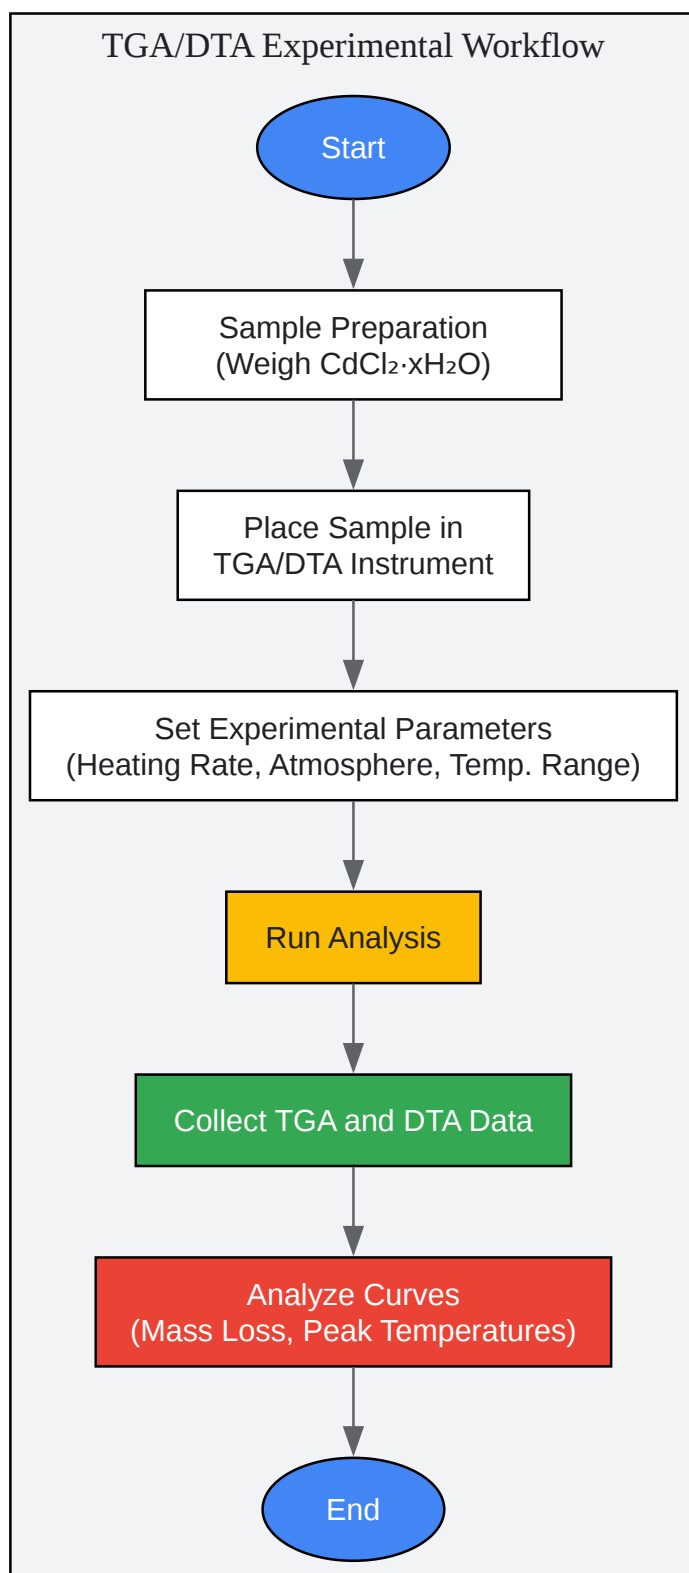 TGA/DTA Experimental Workflow
Start
Sample Preparation
(Weigh CdCl₂·xH₂O)
Place Sample in
TGA/DTA Instrument
Set Experimental Parameters
(Heating Rate, Atmosphere, Temp. Range)
Run Analysis
Collect TGA and DTA Data
Analyze Curves
(Mass Loss, Peak Temperatures)
End